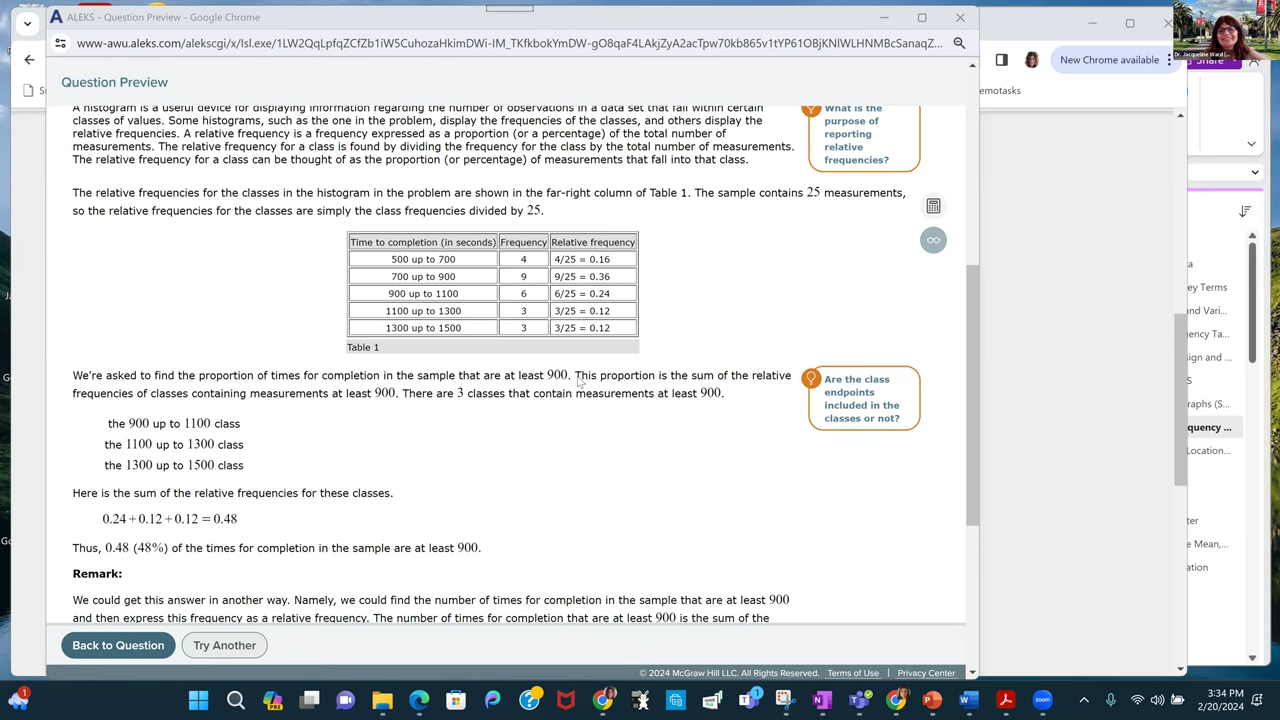 ALEKS - Question Preview - Google Chrome
Dr. Jacqueline Ward
www-awu.aleks.com/alekscgi/x/Isl.exe/1LW2QqLpfqZCfZb1iW5CuhozaHkimDWf-
New Chrome available
Share
Question Preview
emotasks
A histogram is a useful device for displaying information regarding the number of observations in a data set that fall within certain
classes of values. Some histograms, such as the one in the problem, display the frequencies of the classes, and others display the
relative frequencies. A relative frequency is a frequency expressed as a proportion (or a percentage) of the total number of
measurements. The relative frequency for a class is found by dividing the frequency for the class by the total number of measurements.
The relative frequency for a class can be thought of as the proportion (or percentage) of measurements that fall into that class.
What is the
purpose of
reporting
relative
frequencies?
The relative frequencies for the classes in the histogram in the problem are shown in the far-right column of Table 1. The sample contains 25 measurements,
so the relative frequencies for the classes are simply the class frequencies divided by 25.
Time to completion (in seconds) Frequency Relative frequency
500 up to 700 4 4/25 = 0.16
700 up to 900 9 9/25 = 0.36
900 up to 1100 6 6/25 = 0.24
1100 up to 1300 3 3/25 = 0.12
1300 up to 1500 3 3/25 = 0.12
Table 1
We're asked to find the proportion of times for completion in the sample that are at least 900. This proportion is the sum of the relative
frequencies of classes containing measurements at least 900. There are 3 classes that contain measurements at least 900.
Are the class
endpoints
included in the
classes or not?
the 900 up to 1100 class
the 1100 up to 1300 class
the 1300 up to 1500 class
Here is the sum of the relative frequencies for these classes.
0.24 + 0.12 + 0.12 = 0.48
Thus, 0.48 (48%) of the times for completion in the sample are at least 900.
Remark:
We could get this answer in another way. Namely, we could find the number of times for completion in the sample that are at least 900
and then express this frequency as a relative frequency. The number of times for completion that are at least 900 is the sum of the
Back to Question
Try Another
© 2024 McGraw Hill LLC. All Rights Reserved. Terms of Use | Privacy Center
ta
ey Terms
and Vari...
ency Ta...
sign and ...
S
raphs (S...
equency ...
Location...
ter
e Mean,...
ation
3:34 PM
2/20/2024